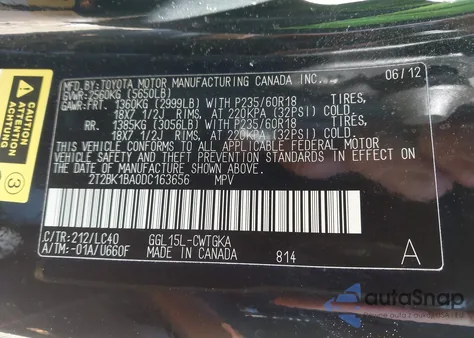 MFD.BY:TOYOTA MOTOR MANUFACTURING CANADA INC. 06/12
GVWR:2560KG (5650LB)
GAWR:FRT. 1360KG (2999LB) WITH P235/60R18 TIRES,
18X7 1/2J RIMS, AT 220KPA (32PSI) COLD.
RR. 1385KG (3056LB) WITH P235/60R18 TIRES,
18X7 1/2J RIMS, AT 220KPA (32PSI) COLD.
THIS VEHICLE CONFORMS TO ALL APPLICABLE FEDERAL MOTOR
VEHICLE SAFETY STANDARDS IN EFFECT ON THE DATE OF
MANUFACTURE SHOWN ABOVE.
2T2BK1BA0DC163656 MPV
C/TR:212/LC40 GGL15L-CWTGKA A
A/TM:-01A/U660F MADE IN CANADA 814
CAUTION
ATTENTION
ACHTUNG
3
autoSnap